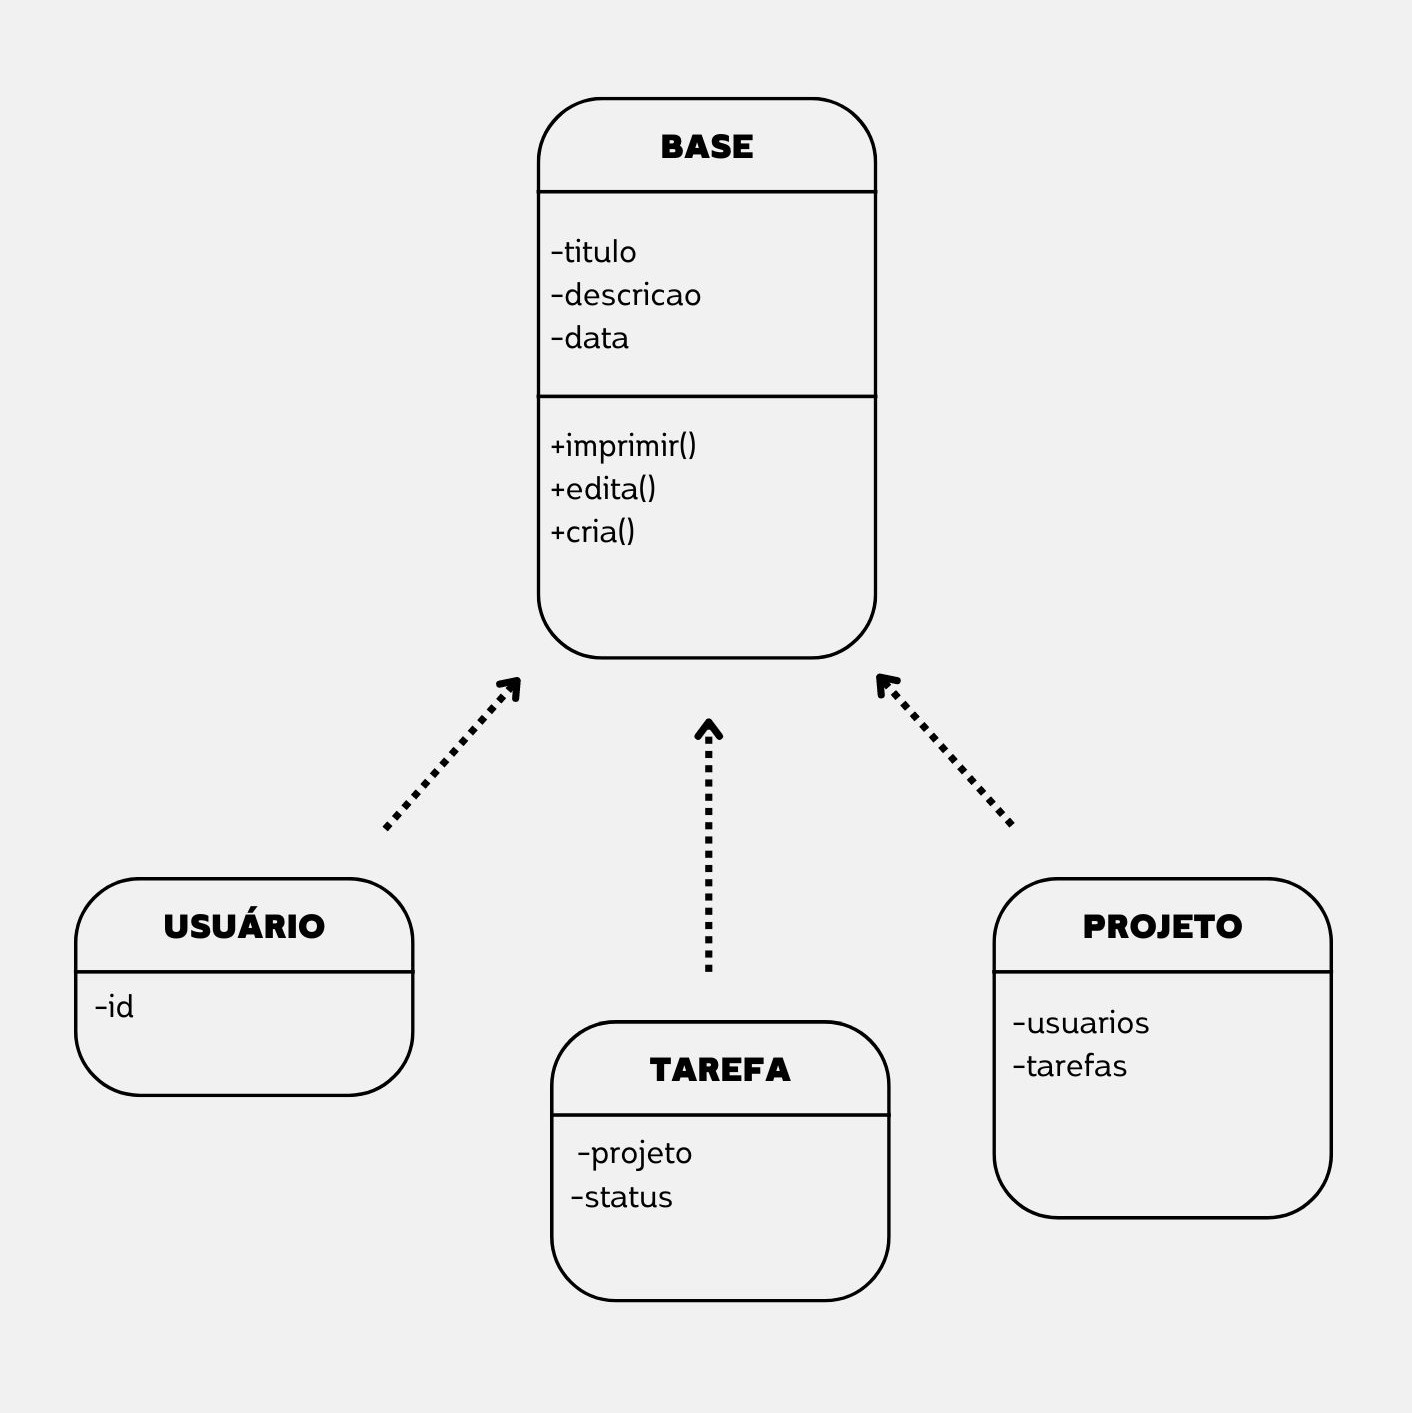 BASE
-titulo
-descricao
-data
+imprimir()
+edita()
+cria()
USUÁRIO
-id
TAREFA
-projeto
-status
PROJETO
-usuarios
-tarefas